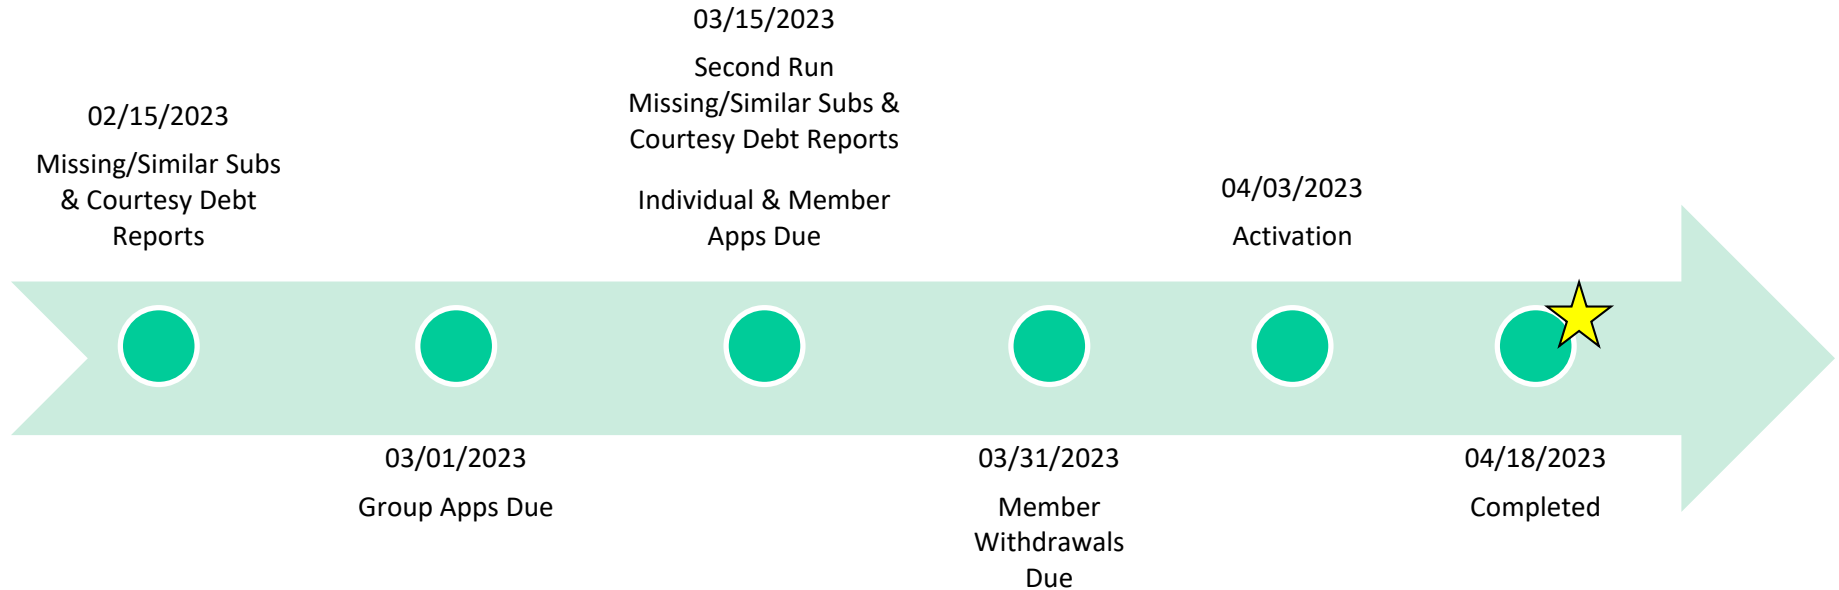 02/15/2023
Missing/Similar Subs
& Courtesy Debt
Reports
03/01/2023
Group Apps Due
03/15/2023
Second Run
Missing/Similar Subs &
Courtesy Debt Reports
Individual & Member
Apps Due
03/31/2023
Member
Withdrawals
Due
04/03/2023
Activation
04/18/2023
Completed